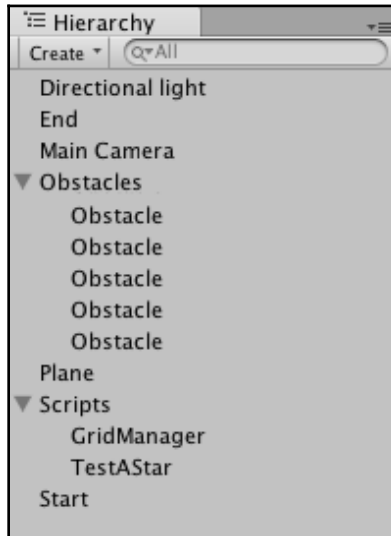 Hierarchy
Create All
Directional light
End
Main Camera
Obstacles
Obstacle
Obstacle
Obstacle
Obstacle
Obstacle
Plane
Scripts
GridManager
TestAStar
Start